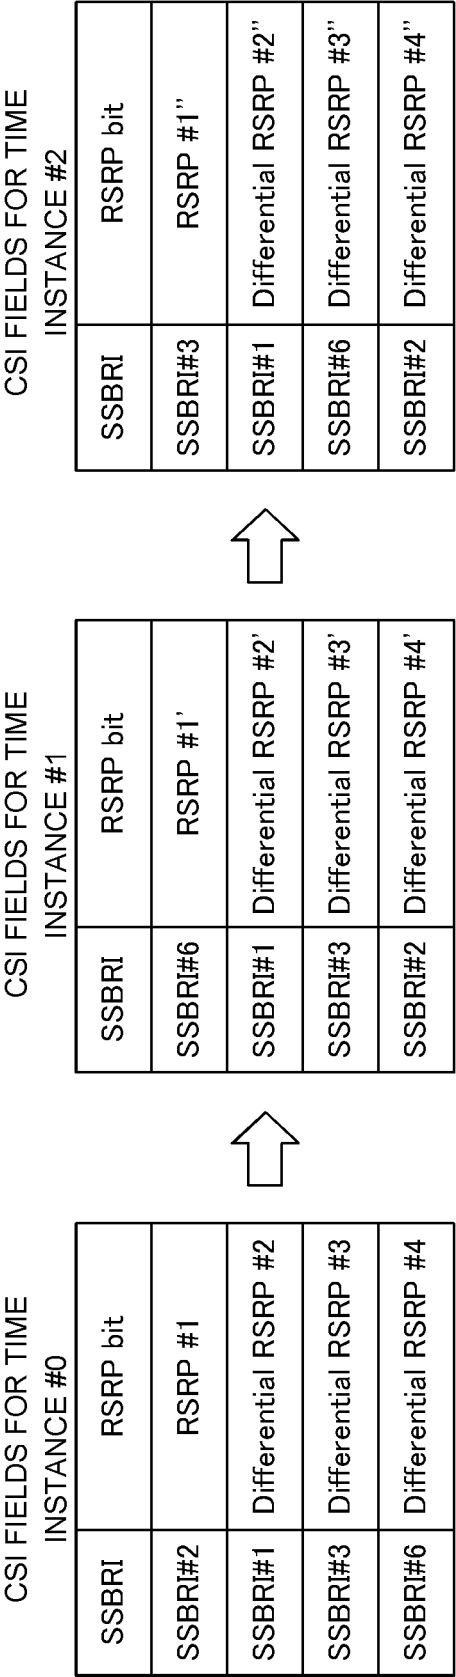 CSI FIELDS FOR TIME
INSTANCE #0
SSBRI RSRP bit
SSBRI#2 RSRP #1
SSBRI#1 Differential RSRP #2
SSBRI#3 Differential RSRP #3
SSBRI#6 Differential RSRP #4
CSI FIELDS FOR TIME
INSTANCE #1
SSBRI RSRP bit
SSBRI#6 RSRP #1'
SSBRI#1 Differential RSRP #2'
SSBRI#3 Differential RSRP #3'
SSBRI#2 Differential RSRP #4'
CSI FIELDS FOR TIME
INSTANCE #2
SSBRI RSRP bit
SSBRI#3 RSRP #1"
SSBRI#1 Differential RSRP #2"
SSBRI#6 Differential RSRP #3"
SSBRI#2 Differential RSRP #4"